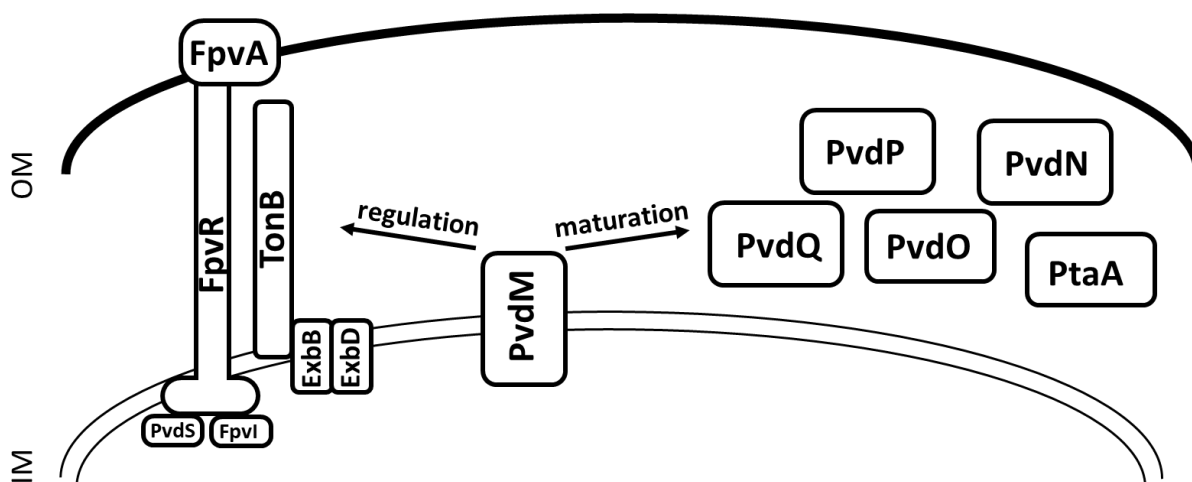 FpvA
OM
FpvR
TonB
regulation
maturation
PvdP
PvdN
PvdQ
PvdO
PtaA
PvdM
ExbB
ExbD
PvdS
FpvI
IM